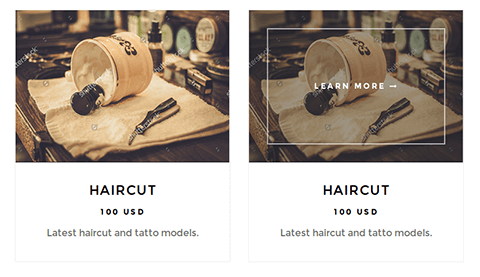 LEARN MORE →
HAIRCUT
100 USD
Latest haircut and tatto models.
HAIRCUT
100 USD
Latest haircut and tatto models.